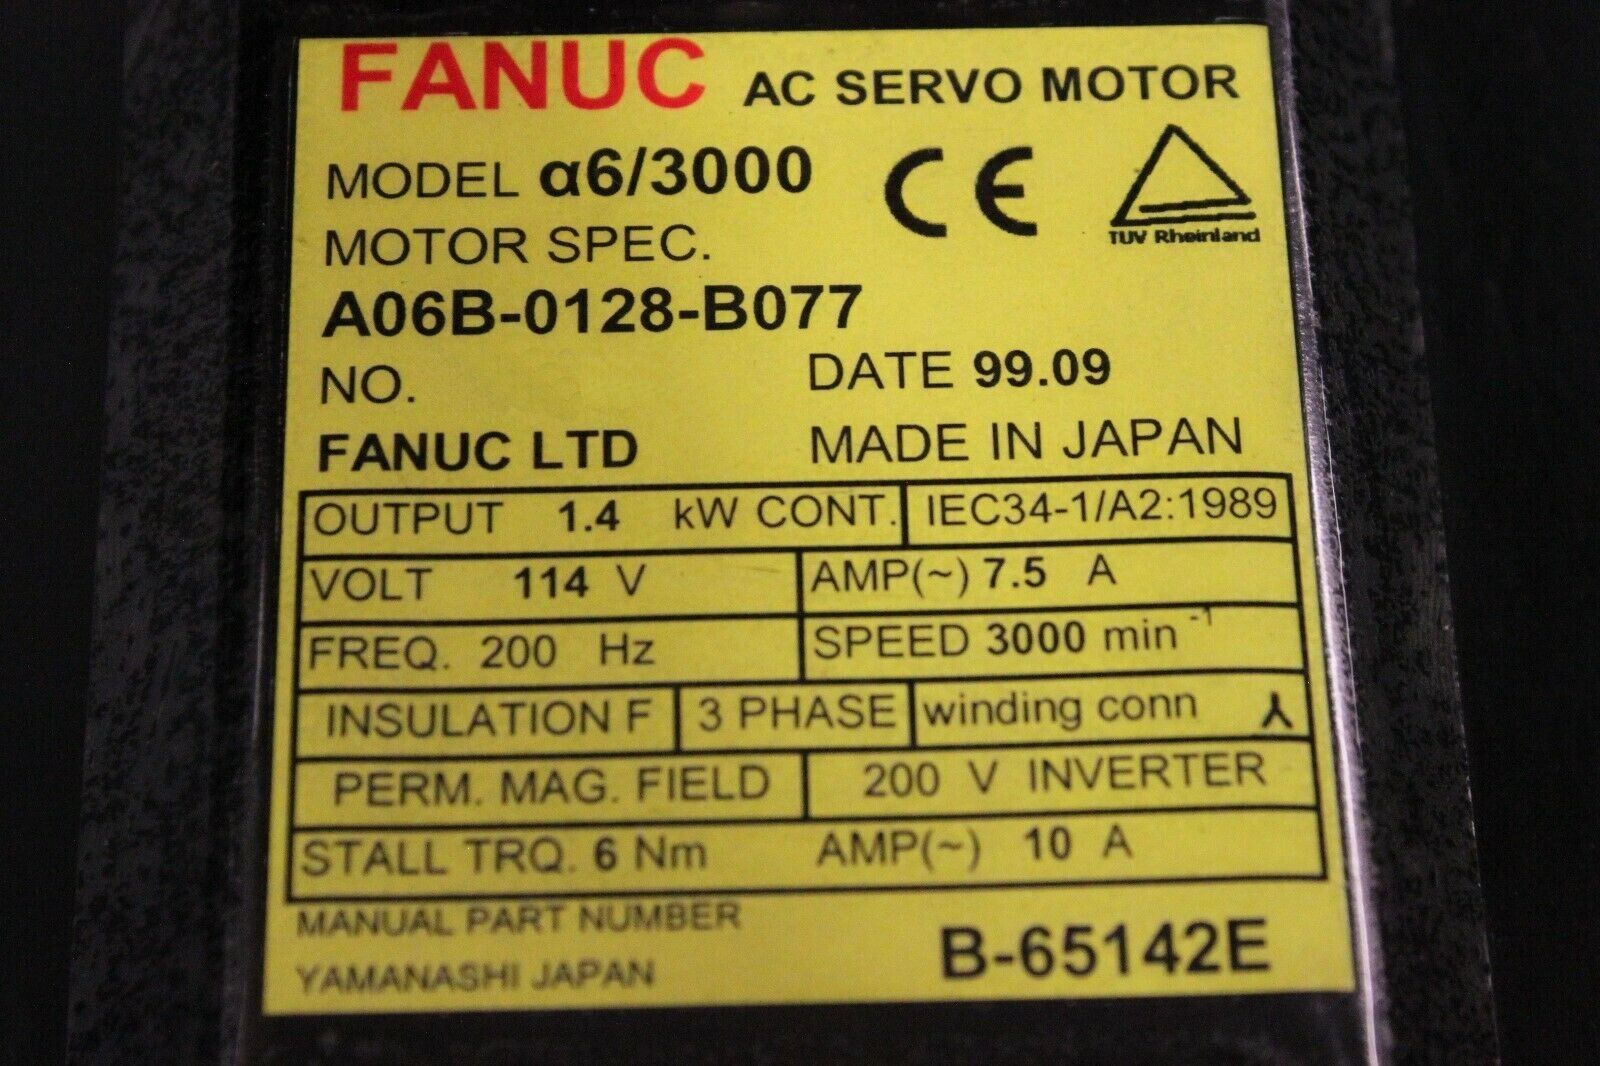 FANUC AC SERVO MOTOR
MODEL α6/3000
CE
TUV Rheinland
MOTOR SPEC.
A06B-0128-B077
NO. DATE 99.09
FANUC LTD MADE IN JAPAN
OUTPUT 1.4 kW CONT. IEC34-1/A2:1989
VOLT 114 V AMP(~) 7.5 A
FREQ. 200 Hz SPEED 3000 min⁻¹
INSULATION F 3 PHASE winding conn
PERM. MAG. FIELD 200 V INVERTER
STALL TRQ. 6 Nm AMP(~) 10 A
MANUAL PART NUMBER B-65142E
YAMANASHI JAPAN